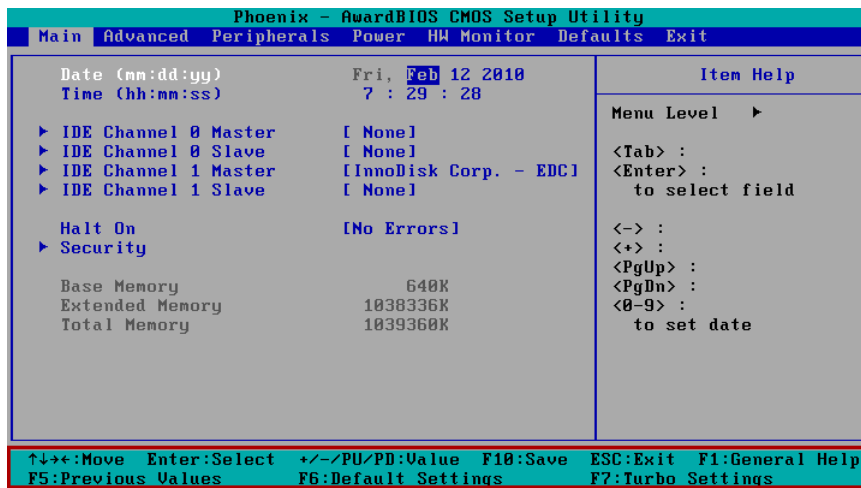 Phoenix - AwardBIOS CMOS Setup Utility
Main Advanced Peripherals Power HW Monitor Defaults Exit
Date (mm:dd:yy) Fri, Feb 12 2010
Time (hh:mm:ss) 7 : 29 : 28
▶ IDE Channel 0 Master [ None]
▶ IDE Channel 0 Slave [ None]
▶ IDE Channel 1 Master [InnoDisk Corp. - EDC]
▶ IDE Channel 1 Slave [ None]
Halt On [No Errors]
▶ Security
Base Memory 640K
Extended Memory 1038336K
Total Memory 1039360K
Item Help
Menu Level ▶
<Tab> :
<Enter> :
to select field
<-> :
<+> :
<PgUp> :
<PgDn> :
<0-9> :
to set date
↑↓→←:Move Enter:Select +/-/PU/PD:Value F10:Save ESC:Exit F1:General Help
F5:Previous Values F6:Default Settings F7:Turbo Settings